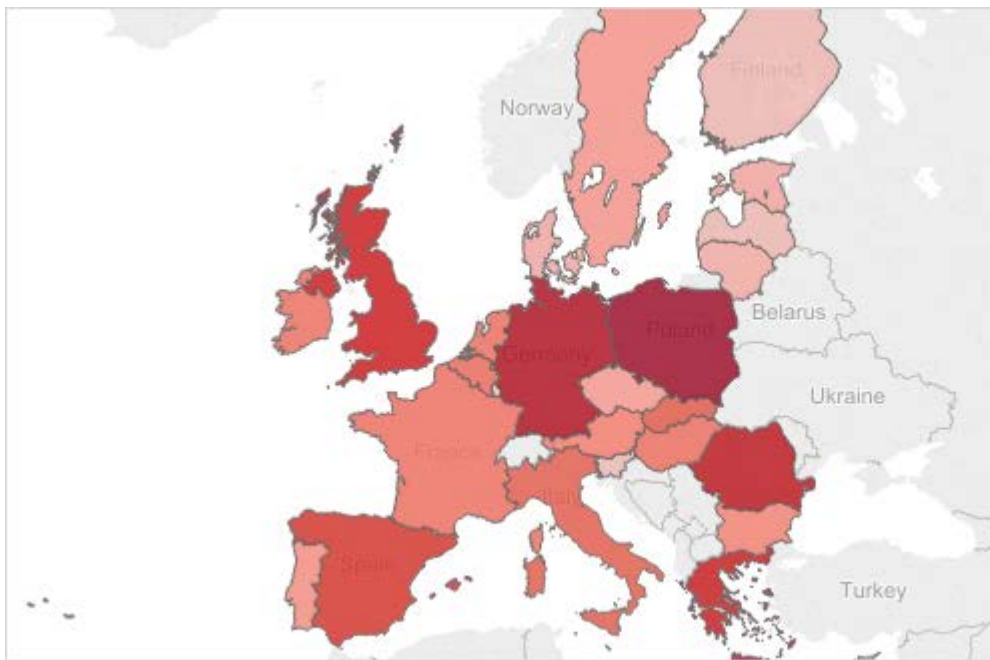 Finland
Norway
Belarus
Poland
Germany
Ukraine
France
Italy
Spain
Turkey